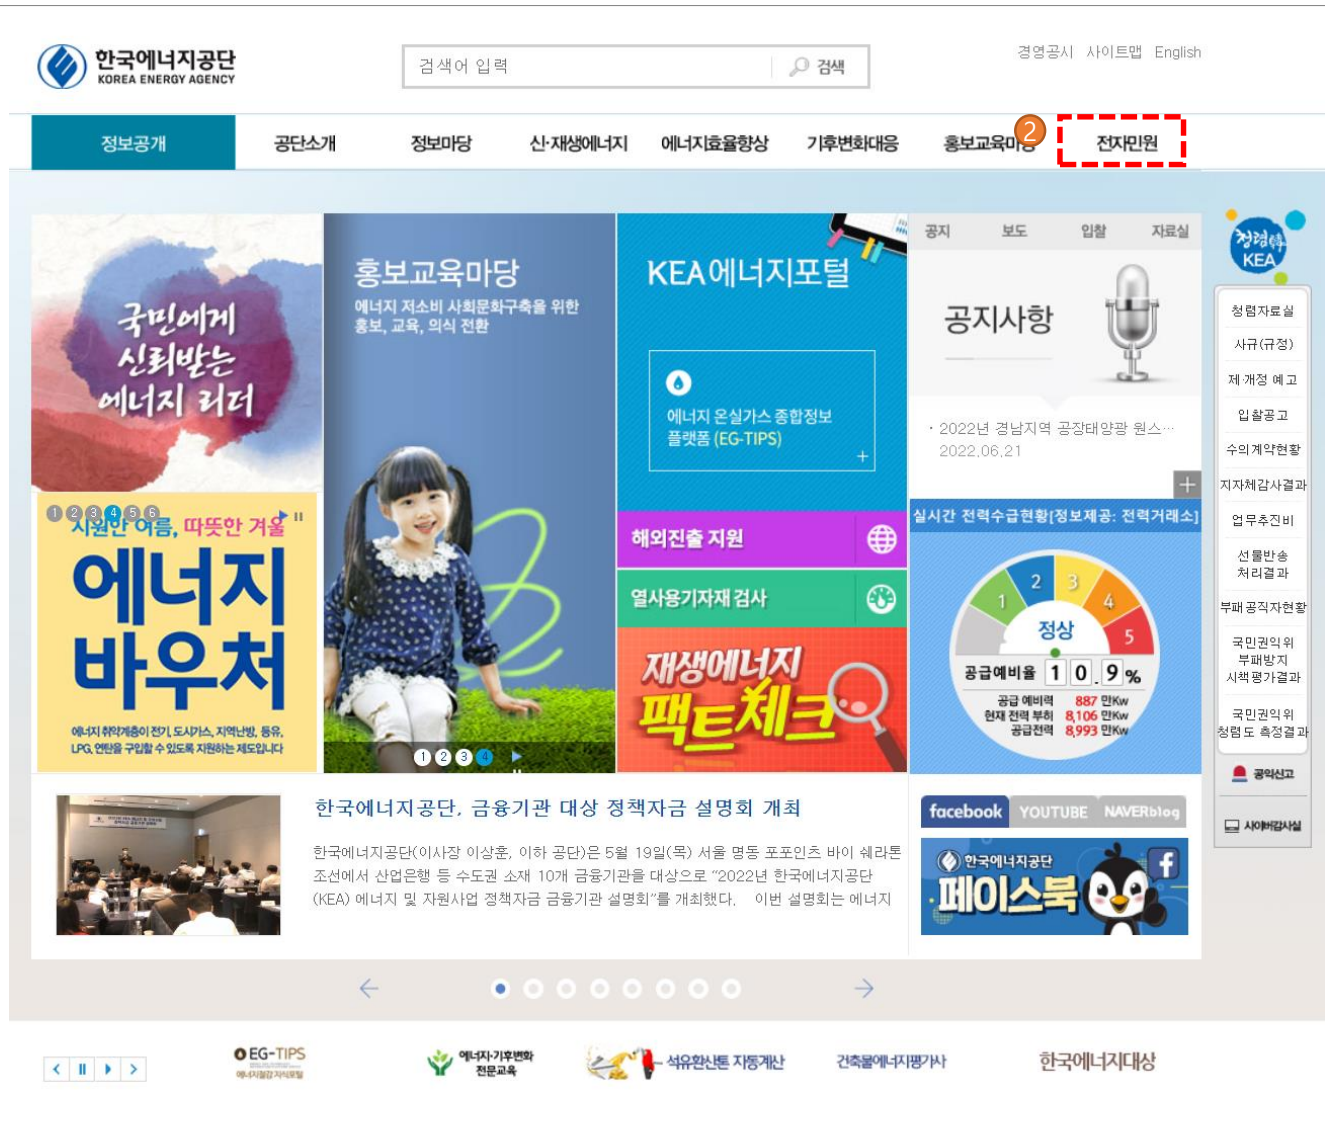 한국에너지공단
KOREA ENERGY AGENCY
검색어 입력
검색
경영공시 사이트맵 English
정보공개
공단소개
정보마당
신·재생에너지
에너지효율향상
기후변화대응
홍보교육마당
2
전자민원
국민에게
신뢰받는
에너지 리더
홍보교육마당
에너지 저소비 사회문화구축을 위한
홍보, 교육, 의식 전환
KEA에너지포털
에너지 온실가스 종합정보
플랫폼 (EG-TIPS)
+
공지 보도 입찰 자료실
공지사항
· 2022년 경남지역 공장태양광 원스…
2022.06.21
+
청렴韓
KEA
청렴자료실
사규(규정)
제·개정 예고
입찰공고
수의계약현황
지자체감사결과
업무추진비
선물반송
처리결과
부패공직자현황
국민권익위
부패방지
시책평가결과
국민권익위
청렴도 측정결과
공익신고
사이버감사실
1 2 3 4 5 6
시원한 여름, 따뜻한 겨울
에너지
바우처
에너지 취약계층이 전기, 도시가스, 지역난방, 등유,
LPG, 연탄을 구입할 수 있도록 지원하는 제도입니다
1 2 3 4
해외진출 지원
열사용기자재 검사
재생에너지
팩트체크
실시간 전력수급현황[정보제공: 전력거래소]
1 2 3 4 5
정상
공급예비율 1 0 . 9 %
공급 예비력 887 만Kw
현재 전력 부하 8,106 만Kw
공급전력 8,993 만Kw
한국에너지공단, 금융기관 대상 정책자금 설명회 개최
한국에너지공단(이사장 이상훈, 이하 공단)은 5월 19일(목) 서울 명동 포포인츠 바이 쉐라톤
조선에서 산업은행 등 수도권 소재 10개 금융기관을 대상으로 “2022년 한국에너지공단
(KEA) 에너지 및 자원사업 정책자금 금융기관 설명회”를 개최했다. 이번 설명회는 에너지
facebook YOUTUBE NAVERblog
한국에너지공단
페이스북
f
EG-TIPS
에너지절감 지식포털
에너지·기후변화
전문교육
석유환산톤 자동계산
건축물에너지평가사
한국에너지대상